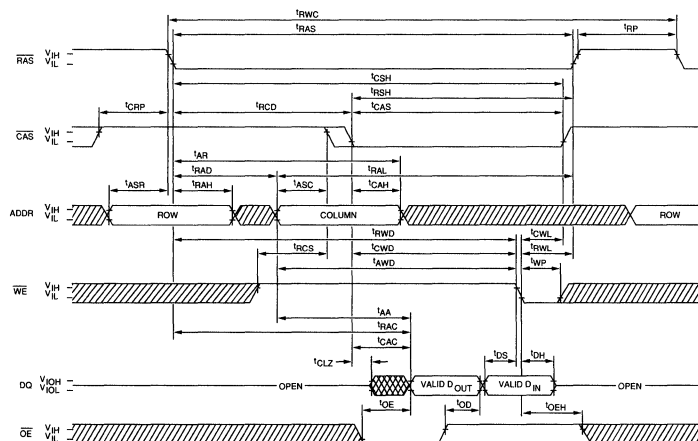 tRWC
tRAS
tRP
RAS VIH
VIL
tCSH
tRSH
tCRP tRCD tCAS
CAS VIH
VIL
tAR
tRAD tRAL
tASR tRAH tASC tCAH
ADDR VIH
VIL
ROW COLUMN ROW
tRWD tCWL
tRCS tCWD tRWL
tAWD tWP
WE VIH
VIL
tAA
tRAC
tCAC
tCLZ tDS tDH
DQ VIOH
VIOL
OPEN VALID DOUT VALID DIN OPEN
tOE tOD tOEH
OE VIH
VIL